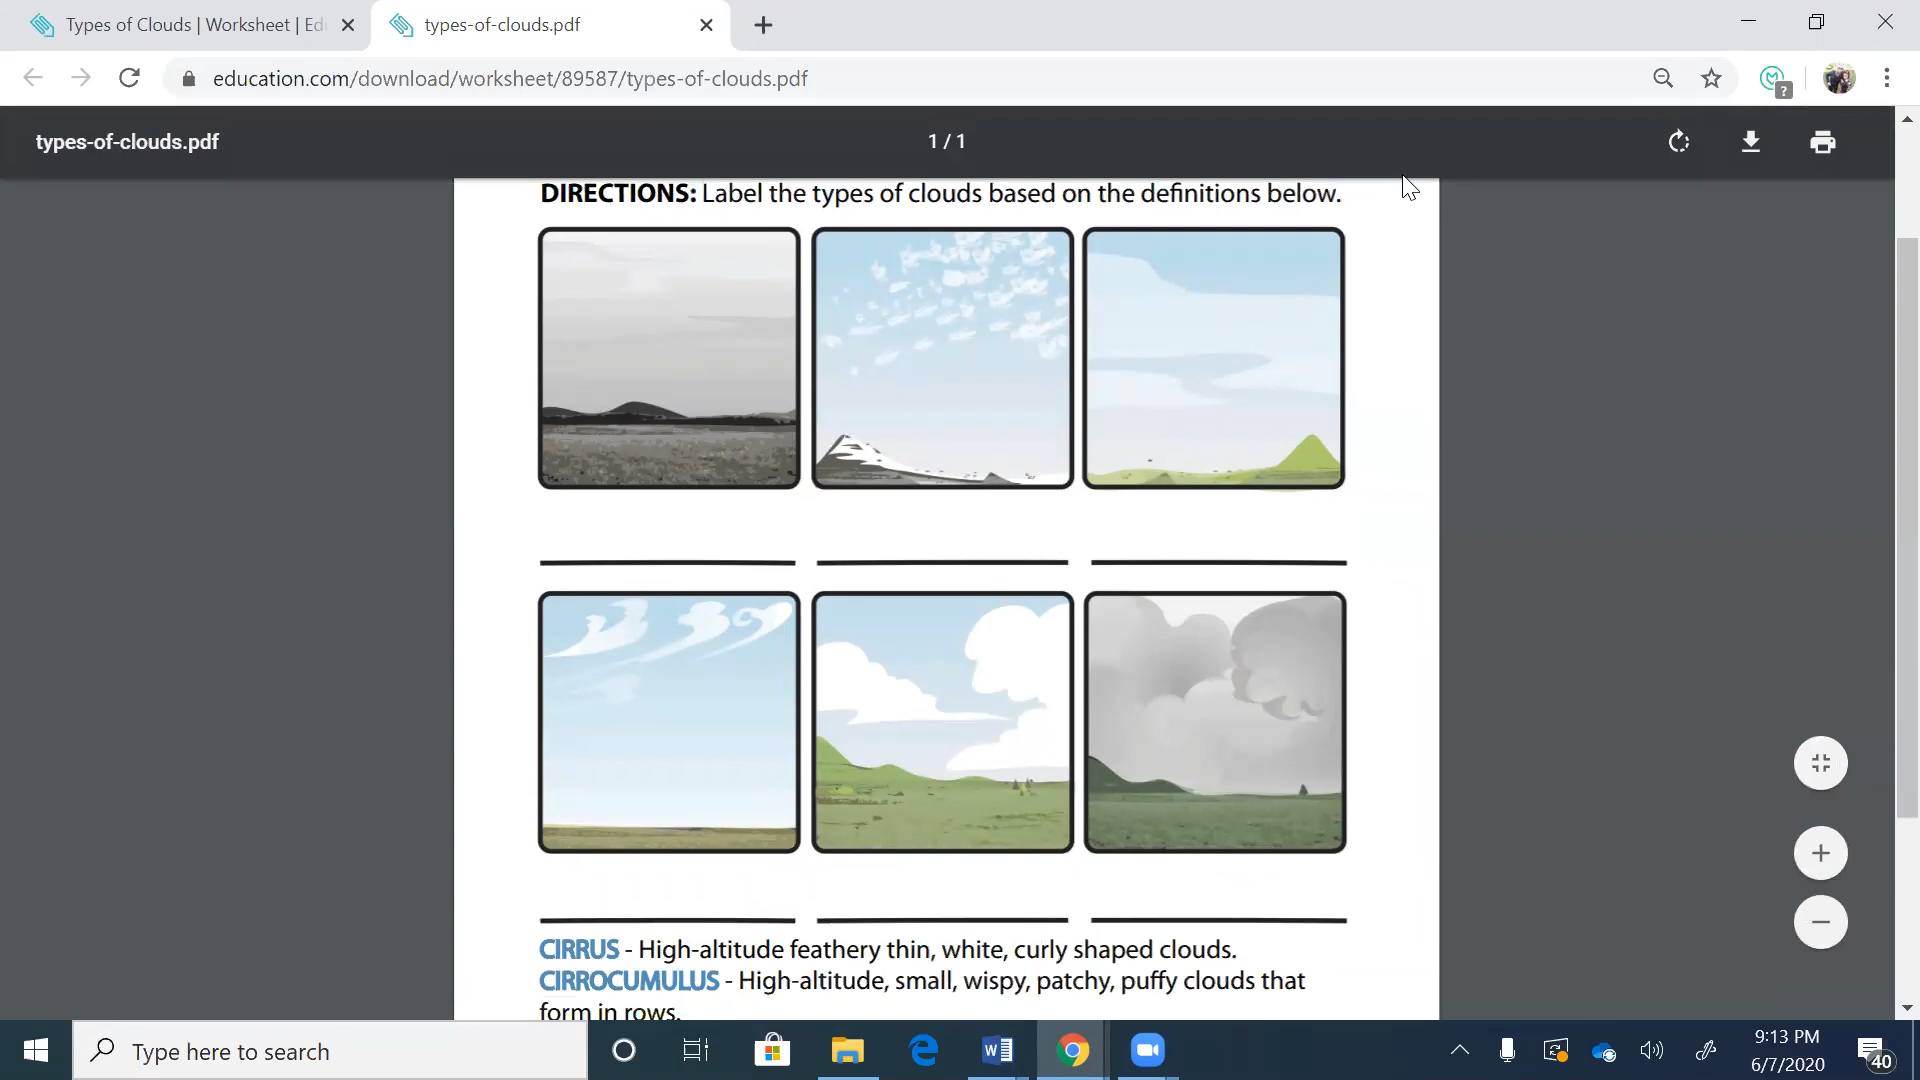 Types of Clouds | Worksheet | Ed
types-of-clouds.pdf
education.com/download/worksheet/89587/types-of-clouds.pdf
?
types-of-clouds.pdf
1 / 1
DIRECTIONS: Label the types of clouds based on the definitions below.
CIRRUS - High-altitude feathery thin, white, curly shaped clouds.
CIRROCUMULUS - High-altitude, small, wispy, patchy, puffy clouds that
form in rows.
Type here to search
9:13 PM
6/7/2020
40